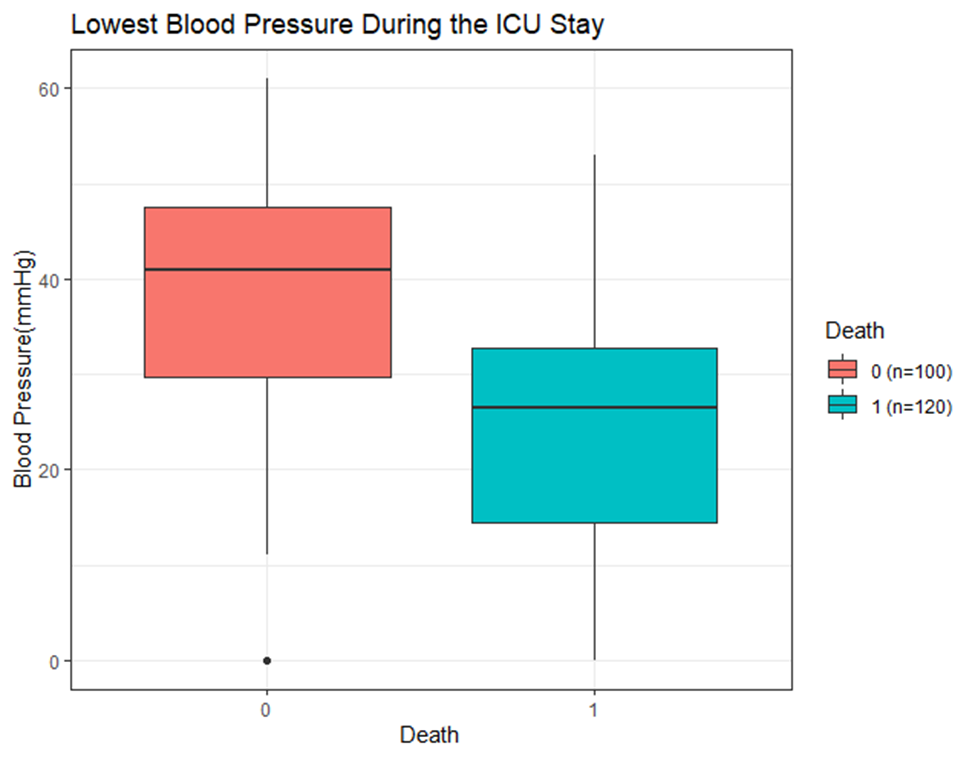 Lowest Blood Pressure During the ICU Stay
Blood Pressure(mmHg)
60
40
20
0
0
1
Death
Death
0 (n=100)
1 (n=120)